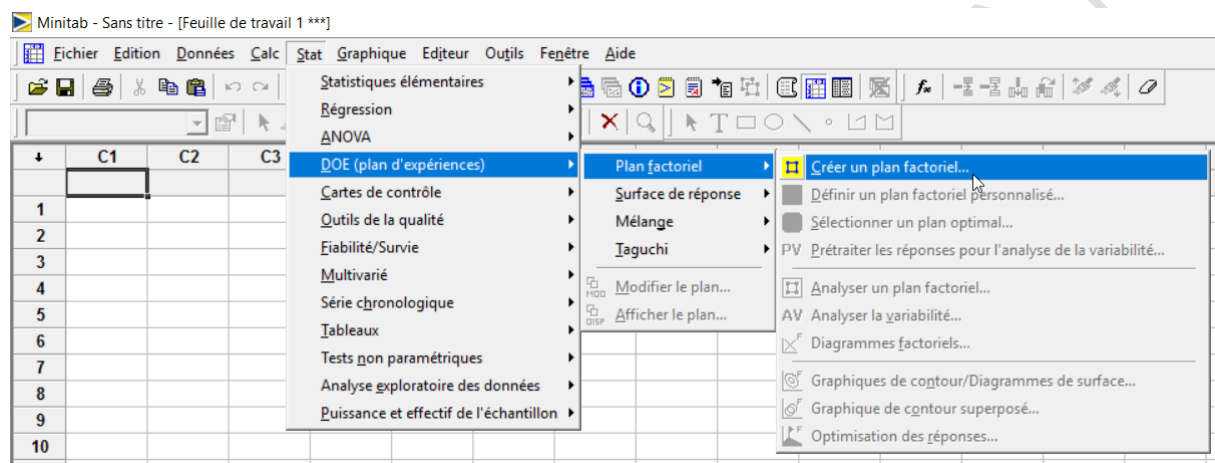 Minitab - Sans titre - [Feuille de travail 1 ***]
Fichier Edition Données Calc Stat Graphique Editeur Outils Fenêtre Aide
C1 C2 C3
1
2
3
4
5
6
7
8
9
10
Statistiques élémentaires
Régression
ANOVA
DOE (plan d'expériences)
Cartes de contrôle
Outils de la qualité
Fiabilité/Survie
Multivarié
Série chronologique
Tableaux
Tests non paramétriques
Analyse exploratoire des données
Puissance et effectif de l'échantillon
Plan factoriel
Surface de réponse
Mélange
Taguchi
MOD Modifier le plan...
DISP Afficher le plan...
Créer un plan factoriel...
Définir un plan factoriel personnalisé...
Sélectionner un plan optimal...
PV Prétraiter les réponses pour l'analyse de la variabilité...
Analyser un plan factoriel...
AV Analyser la variabilité...
F Diagrammes factoriels...
F Graphiques de contour/Diagrammes de surface...
F Graphique de contour superposé...
F Optimisation des réponses...